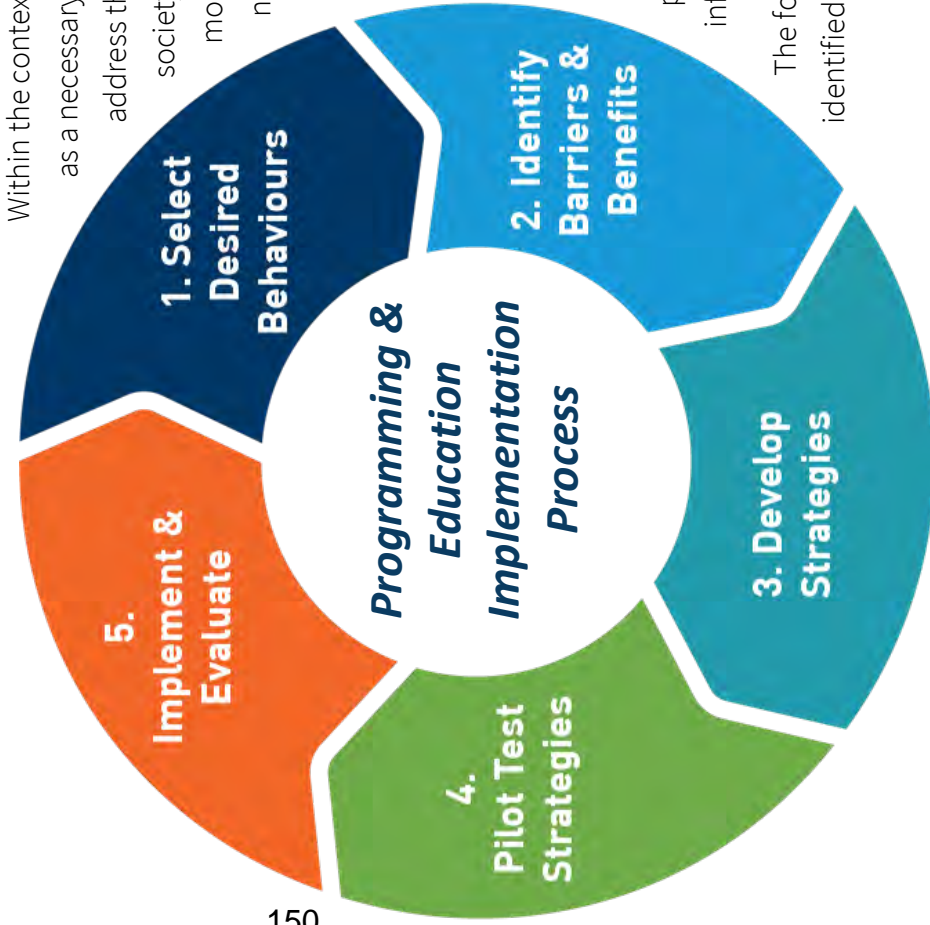 Within the contex
as a necessary
address th
societ
mo
n
p
int
The fo
identified
1. Select
Desired
Behaviours
2. Identify
Barriers &
Benefits
3. Develop
Strategies
4.
Pilot Test
Strategies
5.
Implement &
Evaluate
Programming &
Education
Implementation
Process
150